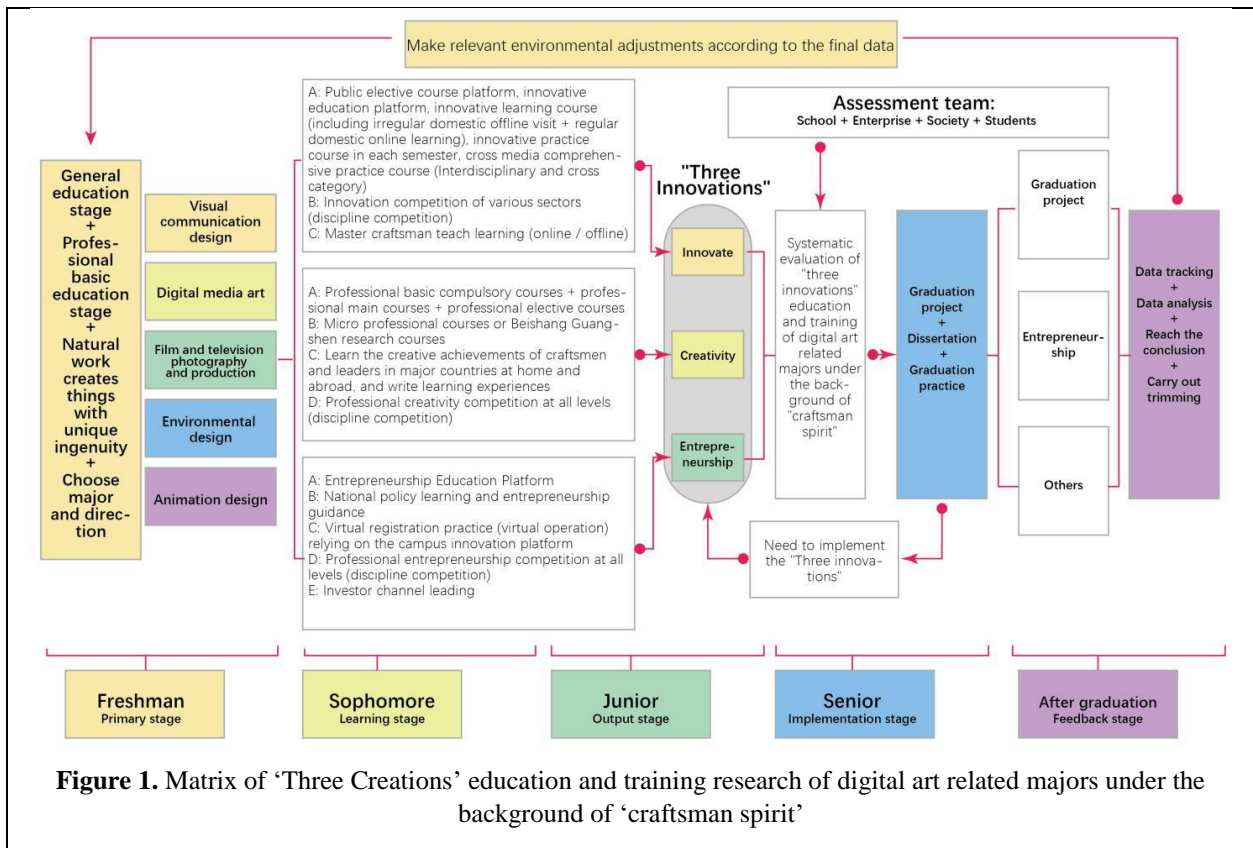 Make relevant environmental adjustments according to the final data
General
education
stage
+
Profes-
sional
basic
education
stage
+
Natural
work
creates
things
with
unique
ingenuity
+
Choose
major
and direc-
tion
Visual
communication
design
Digital media art
Film and television
photography
and production
Environmental
design
Animation design
A: Public elective course platform, innovative
education platform, innovative learning course
(including irregular domestic offline visit + regular
domestic online learning), innovative practice
course in each semester, cross media comprehen-
sive practice course (Interdisciplinary and cross
category)
B: Innovation competition of various sectors
(discipline competition)
C: Master craftsman teach learning (online / offline)
A: Professional basic compulsory courses + profes-
sional main courses + professional elective courses
B: Micro professional courses or Beishang Guang-
shen research courses
C: Learn the creative achievements of craftsmen
and leaders in major countries at home and
abroad, and write learning experiences
D: Professional creativity competition at all levels
(discipline competition)
A: Entrepreneurship Education Platform
B: National policy learning and entrepreneurship
guidance
C: Virtual registration practice (virtual operation)
relying on the campus innovation platform
D: Professional entrepreneurship competition at all
levels (discipline competition)
E: Investor channel leading
"Three
Innovations"
Innovate
Creativity
Entrepre-
neurship
Assessment team:
School + Enterprise + Society + Students
Systematic
evaluation of
"three
innovations"
education
and training
of digital art
related
majors under
the back-
ground of
"craftsman
spirit"
Need to implement
the "Three innova-
tions"
Graduation
project
+
Dissertation
+
Graduation
practice
Graduation
project
Entrepreneur-
ship
Others
Data tracking
+
Data analysis
+
Reach the
conclusion
+
Carry out
trimming
Freshman
Primary stage
Sophomore
Learning stage
Junior
Output stage
Senior
Implementation stage
After graduation
Feedback stage
Figure 1. Matrix of ‘Three Creations’ education and training research of digital art related majors under the
background of ‘craftsman spirit’